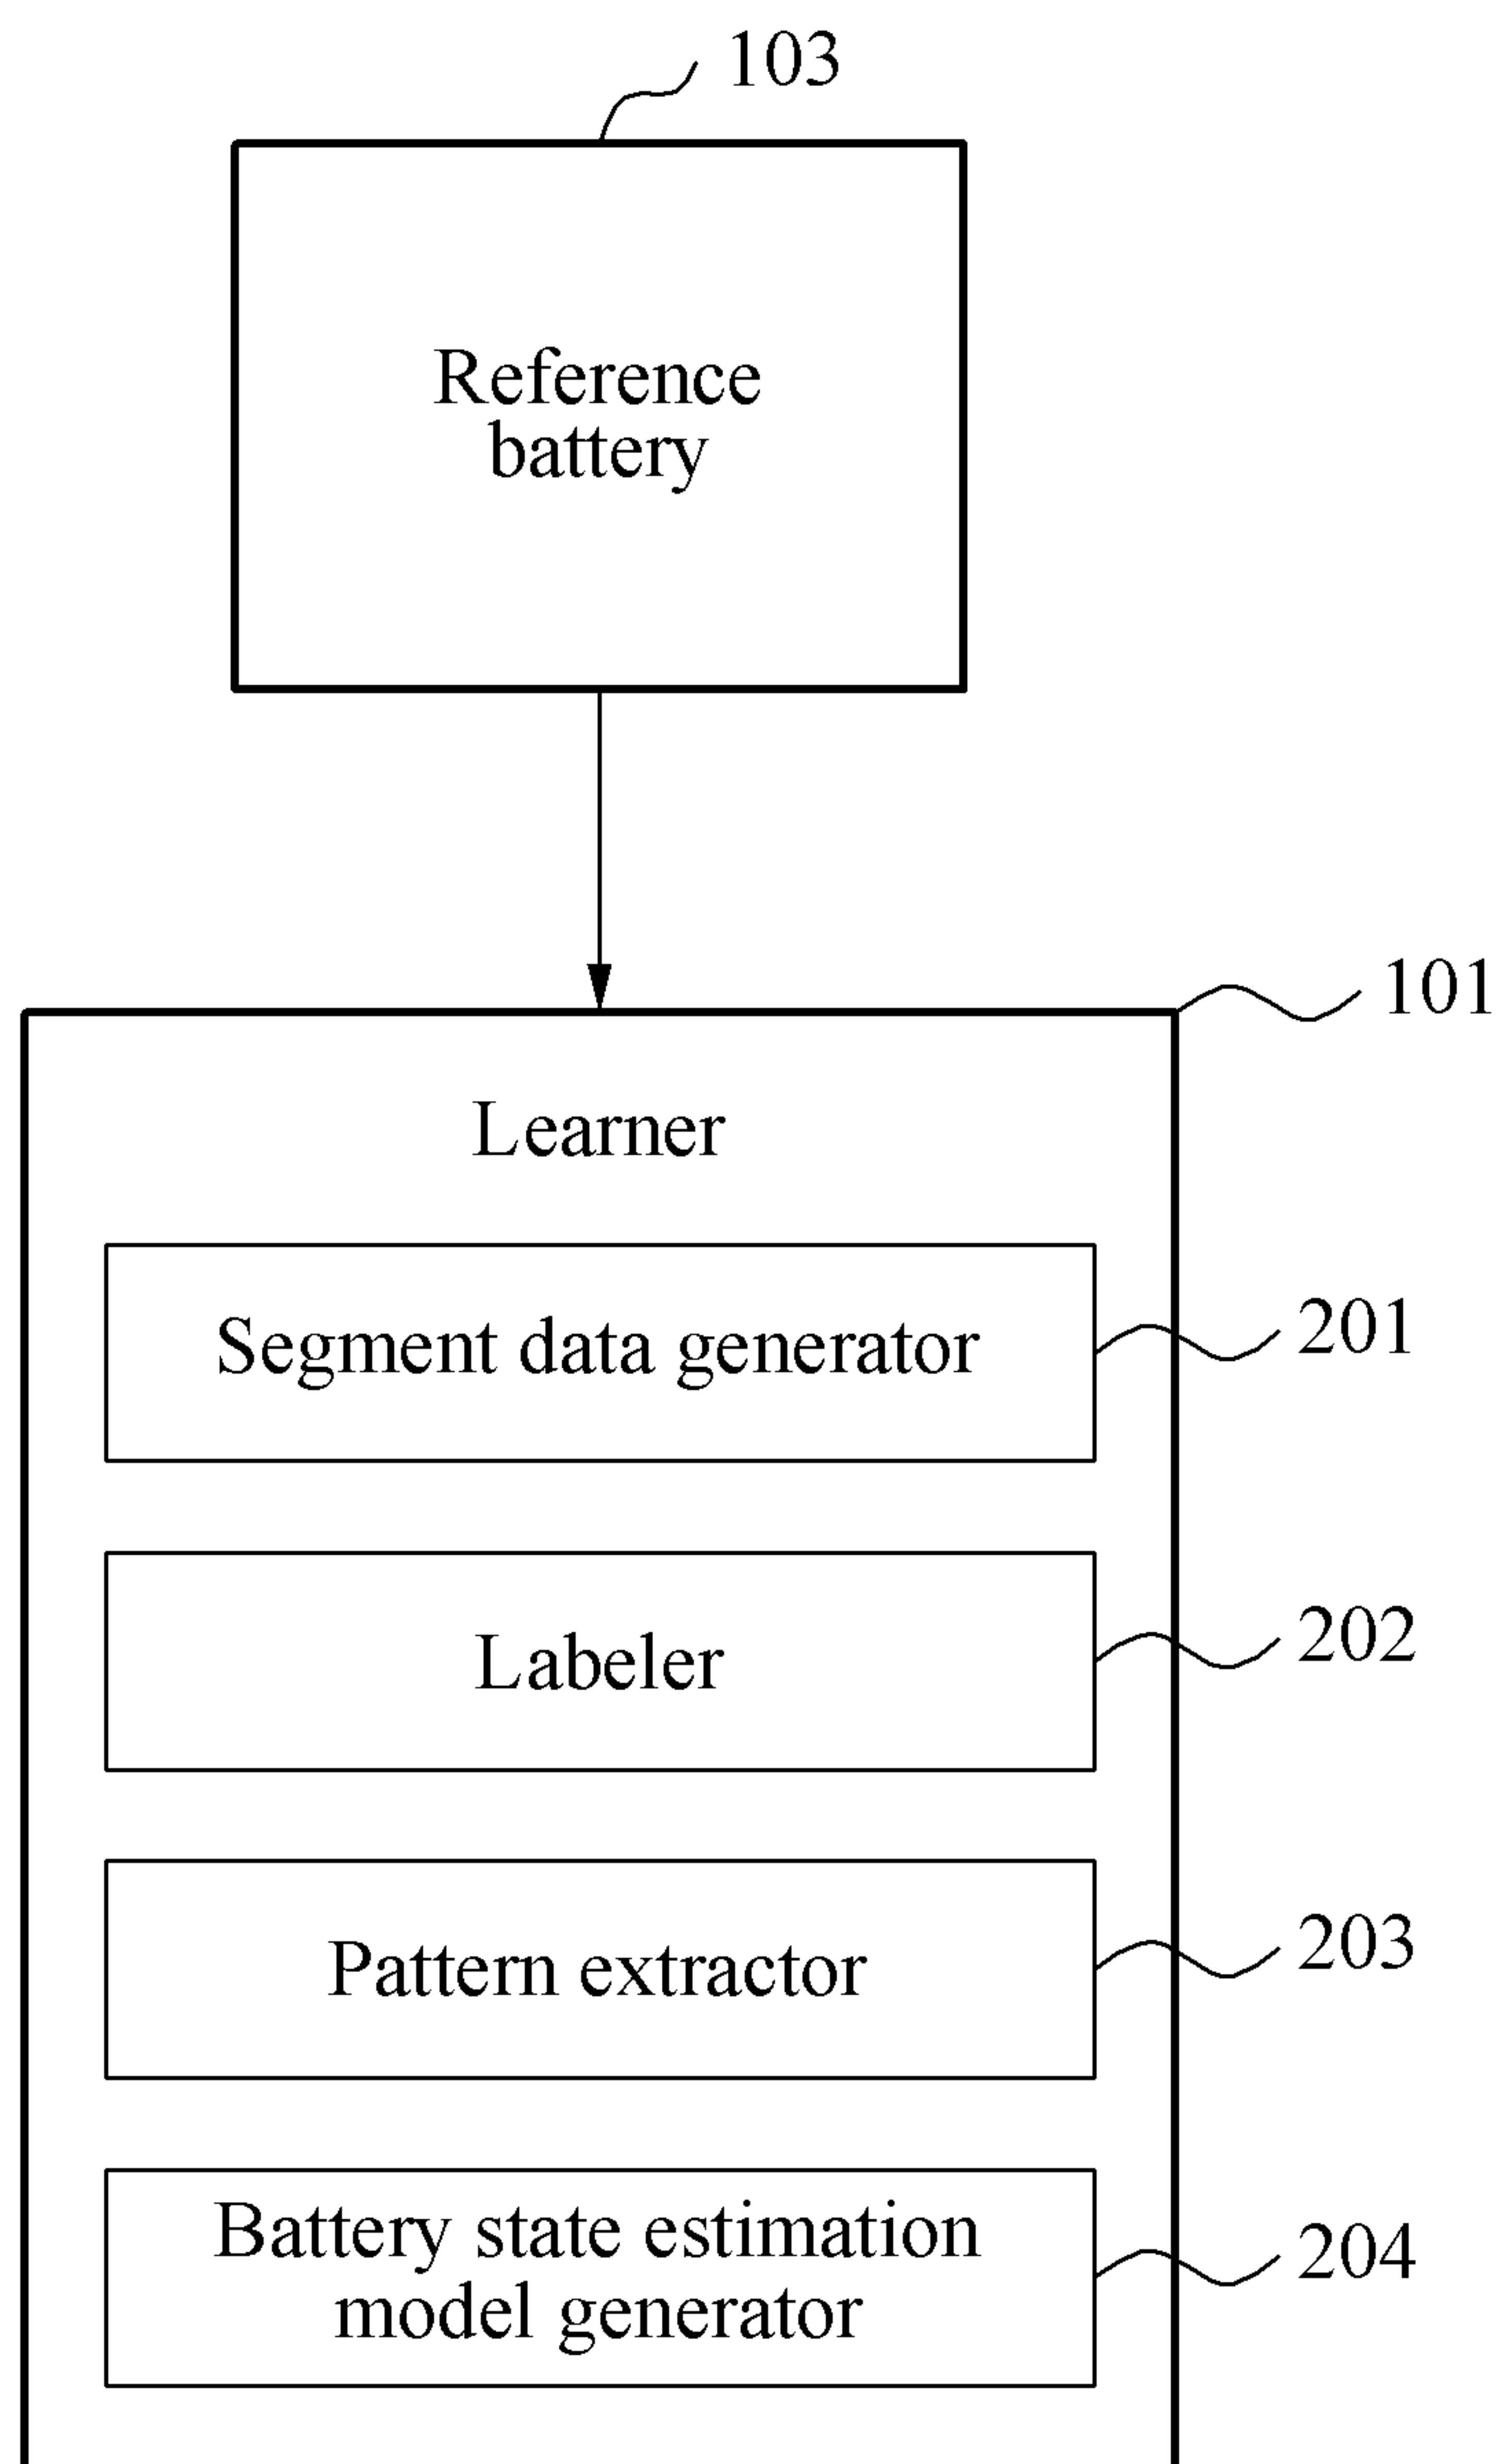 103
Reference
battery
101
Learner
Segment data generator
201
Labeler
202
Pattern extractor
203
Battery state estimation
model generator
204